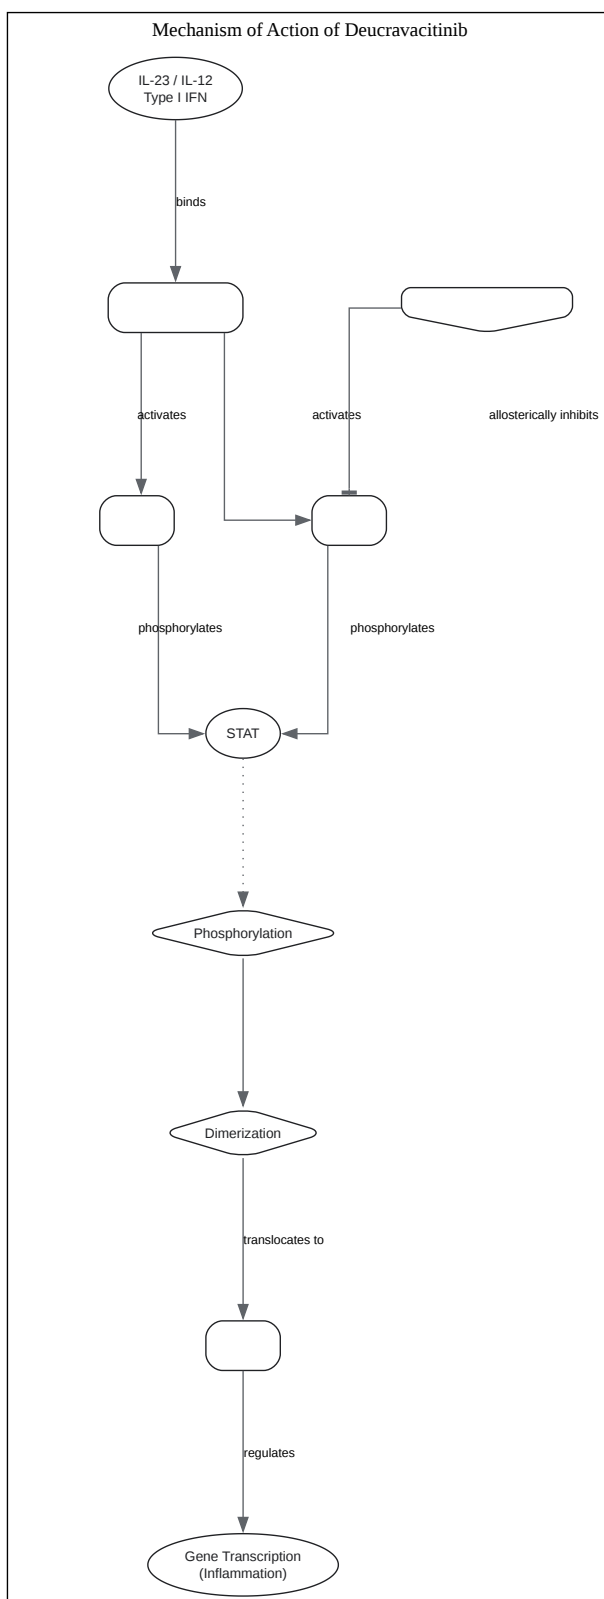 Mechanism of Action of Deucravacitinib
IL-23 / IL-12
Type I IFN
binds
activates
activates
allosterically inhibits
phosphorylates
phosphorylates
STAT
Phosphorylation
Dimerization
translocates to
regulates
Gene Transcription
(Inflammation)